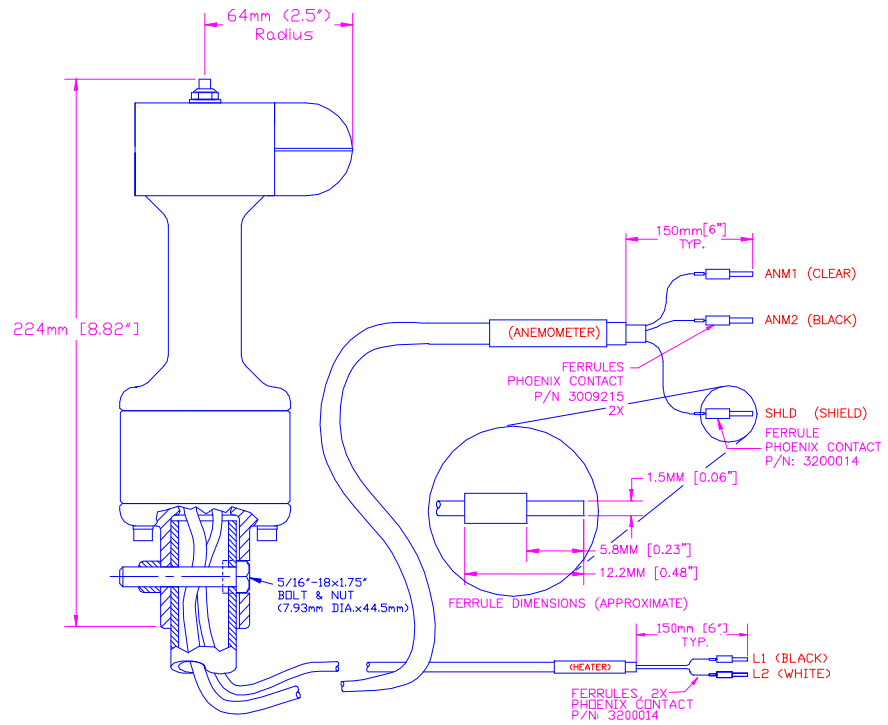 64mm (2.5")
Radius
224mm [8.82"]
150mm[6"]
TYP.
ANM1 (CLEAR)
(ANEMOMETER)
ANM2 (BLACK)
FERRULES
PHOENIX CONTACT
P/N 3009215
2X
SHLD (SHIELD)
FERRULE
PHOENIX CONTACT
P/N: 3200014
1.5MM [0.06"]
5.8MM [0.23"]
12.2MM [0.48"]
FERRULE DIMENSIONS (APPROXIMATE)
5/16"-18x1.75"
BOLT & NUT
(7.93mm DIA.x44.5mm)
150mm [6"]
TYP.
(HEATER)
L1 (BLACK)
L2 (WHITE)
FERRULES, 2X
PHOENIX CONTACT
P/N: 3200014